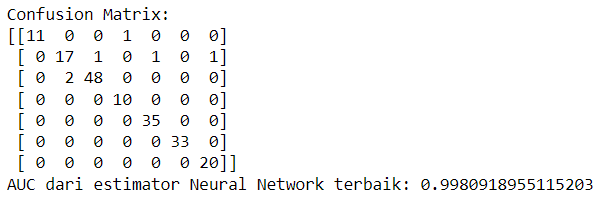 Confusion Matrix:
[[11  0  0  1  0  0  0]
 [ 0 17  1  0  1  0  1]
 [ 0  2 48  0  0  0  0]
 [ 0  0  0 10  0  0  0]
 [ 0  0  0  0 35  0  0]
 [ 0  0  0  0  0 33  0]
 [ 0  0  0  0  0  0 20]]
AUC dari estimator Neural Network terbaik: 0.9980918955115203